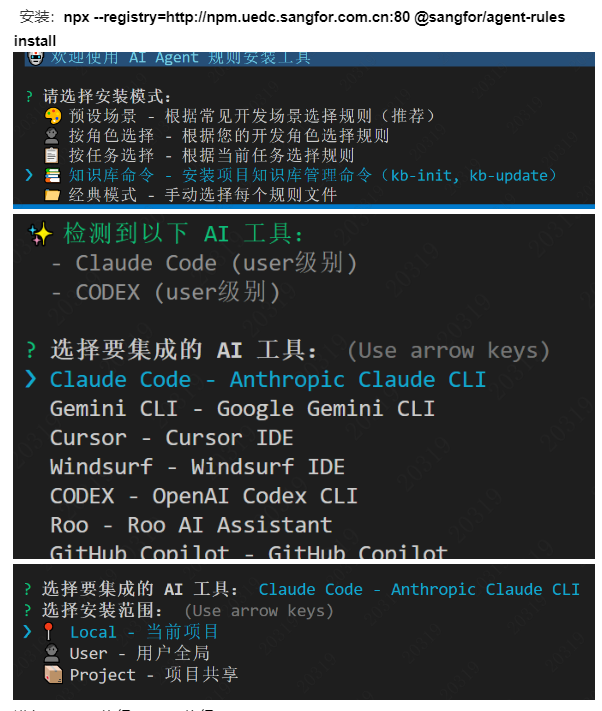 安装：npx --registry=http://npm.uedc.sangfor.com.cn:80 @sangfor/agent-rules
install
欢迎使用 AI Agent 规则安装工具
? 请选择安装模式：
预设场景 - 根据常见开发场景选择规则（推荐）
按角色选择 - 根据您的开发角色选择规则
按任务选择 - 根据当前任务选择规则
❯ 知识库命令 - 安装项目知识库管理命令（kb-init, kb-update）
经典模式 - 手动选择每个规则文件
检测到以下 AI 工具：
- Claude Code (user级别)
- CODEX (user级别)
? 选择要集成的 AI 工具： (Use arrow keys)
❯ Claude Code - Anthropic Claude CLI
Gemini CLI - Google Gemini CLI
Cursor - Cursor IDE
Windsurf - Windsurf IDE
CODEX - OpenAI Codex CLI
Roo - Roo AI Assistant
GitHub Copilot - GitHub Copilot
? 选择要集成的 AI 工具： Claude Code - Anthropic Claude CLI
? 选择安装范围： (Use arrow keys)
❯ Local - 当前项目
User - 用户全局
Project - 项目共享